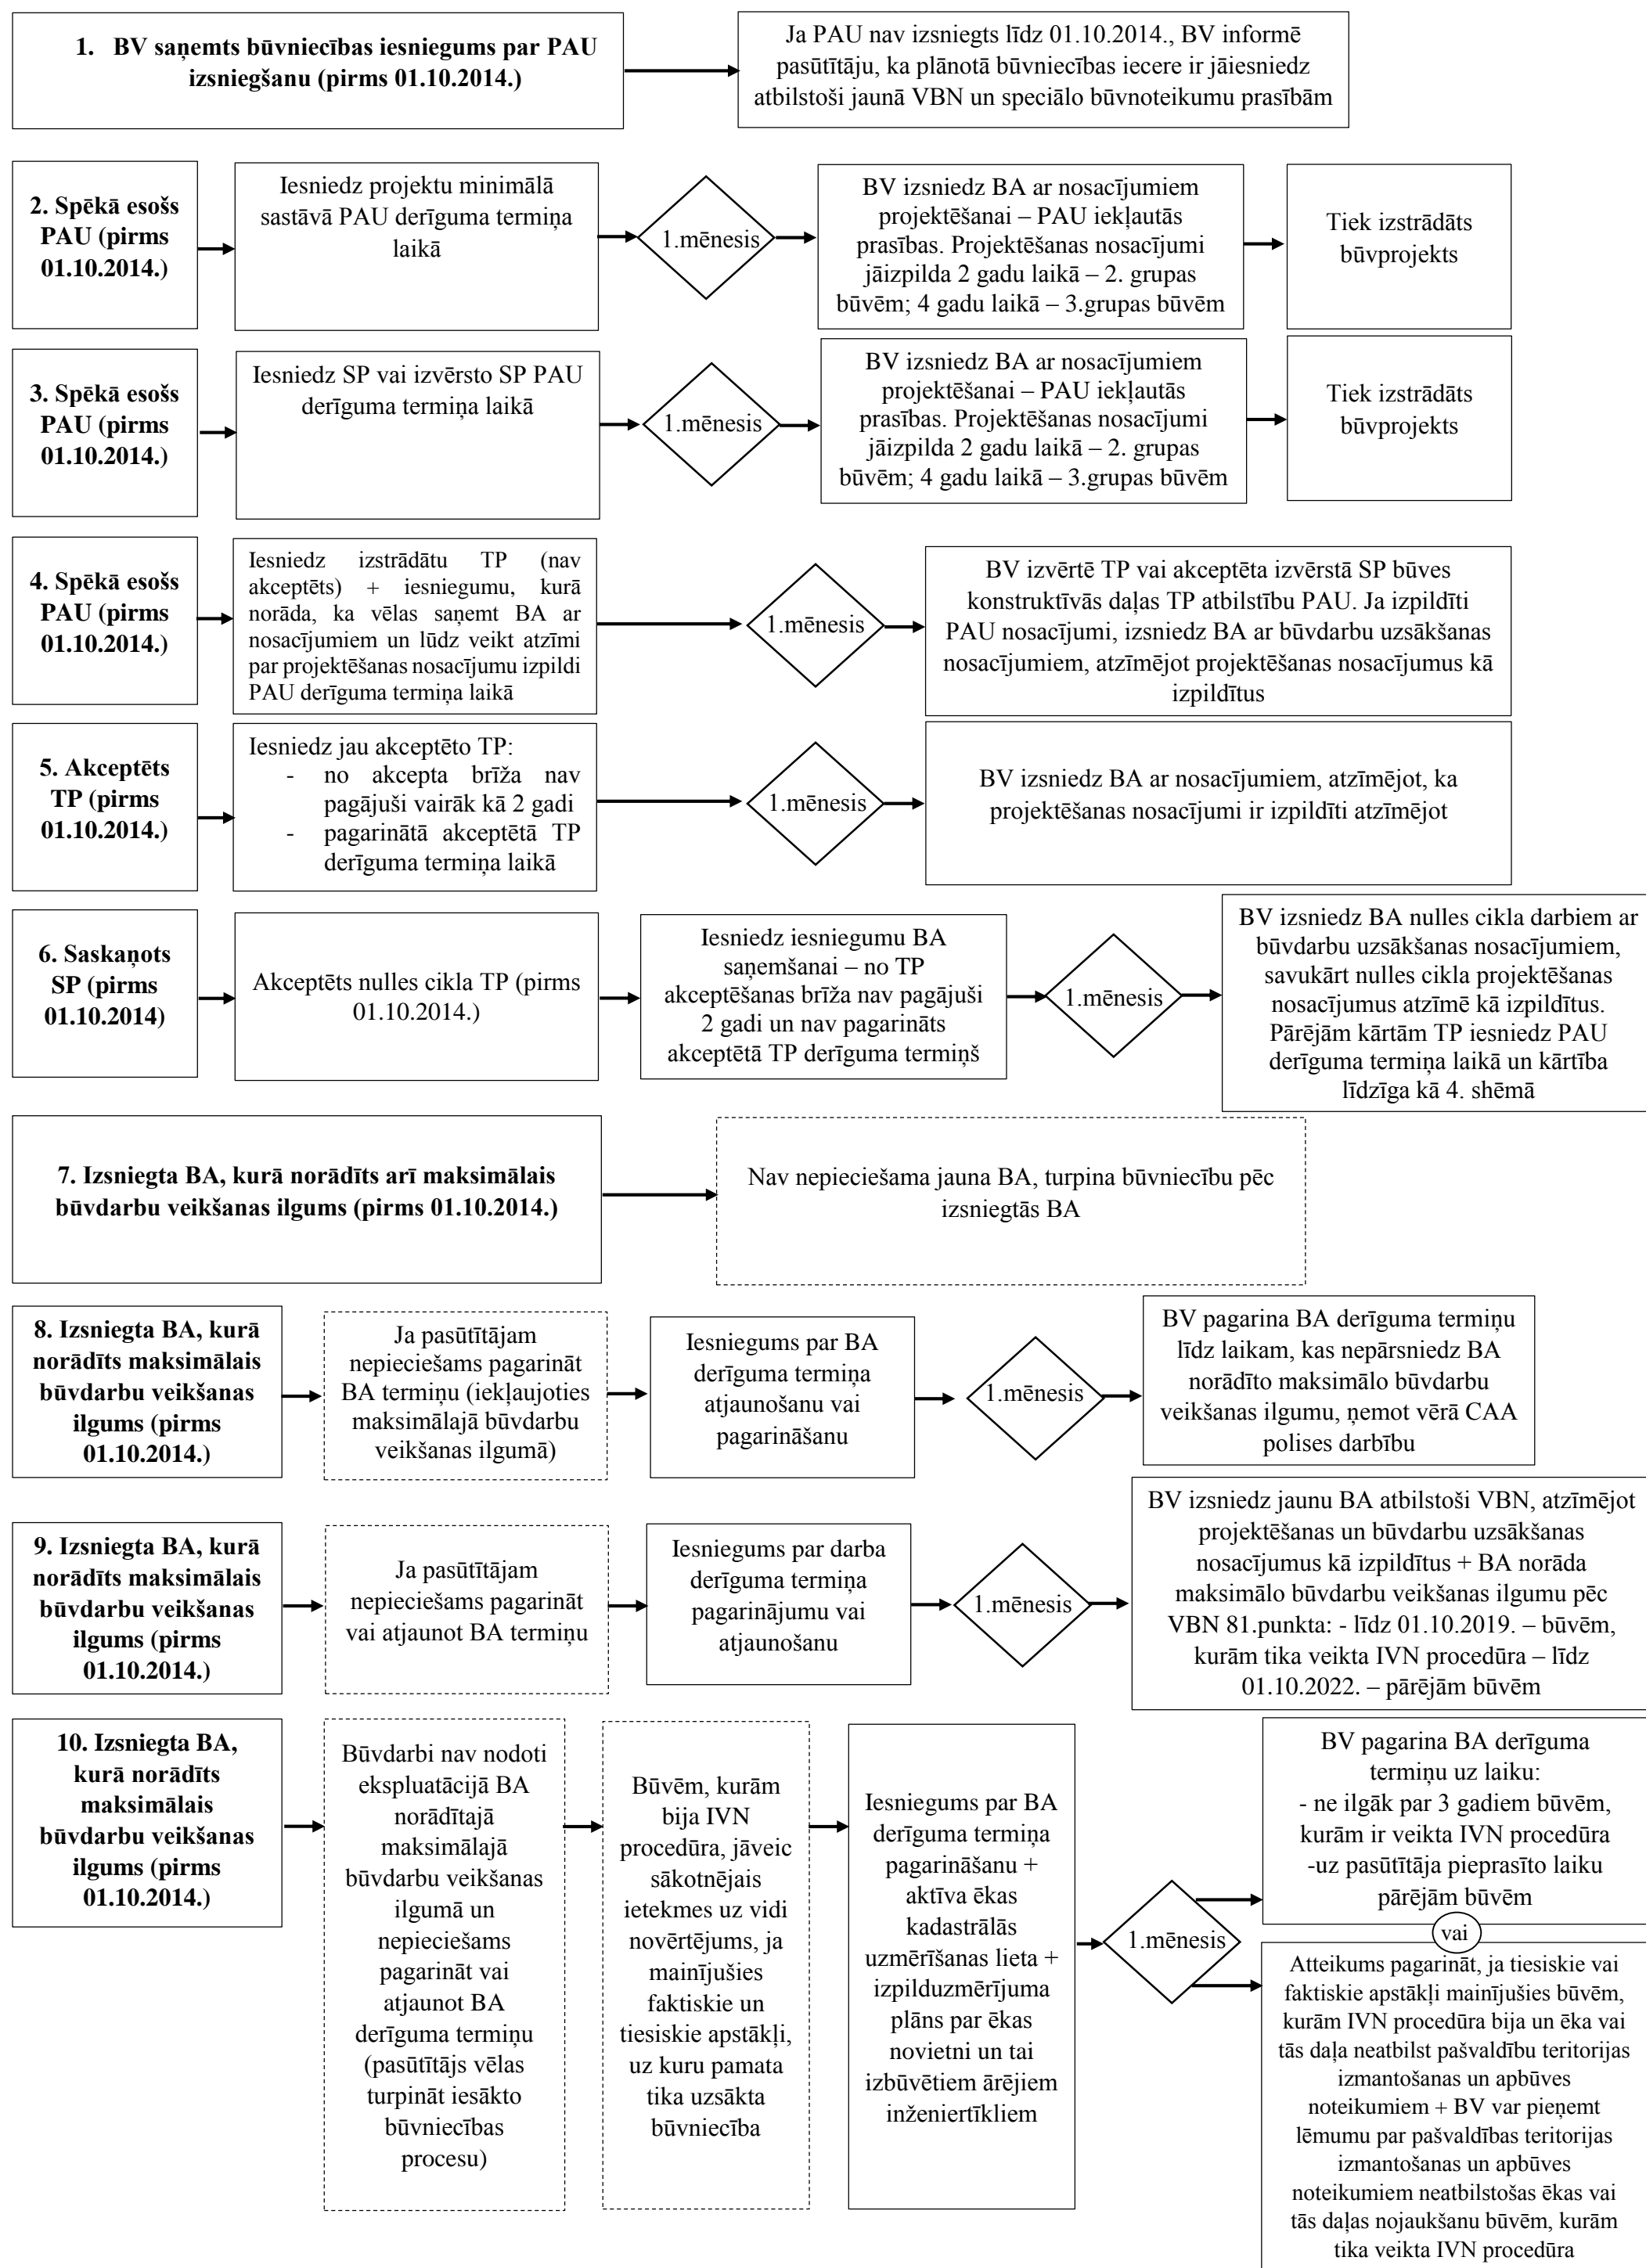 1. BV saņemts būvniecības iesniegums par PAU
izsniegšanu (pirms 01.10.2014.)
Ja PAU nav izsniegts līdz 01.10.2014., BV informē
pasūtītāju, ka plānotā būvniecības iecere ir jāiesniedz
atbilstoši jaunā VBN un speciālo būvnoteikumu prasībām
2. Spēkā esošs
PAU (pirms
01.10.2014.)
Iesniedz projektu minimālā
sastāvā PAU derīguma termiņa
laikā
1.mēnesis
BV izsniedz BA ar nosacījumiem
projektēšanai – PAU iekļautās
prasības. Projektēšanas nosacījumi
jāizpilda 2 gadu laikā – 2. grupas
būvēm; 4 gadu laikā – 3.grupas būvēm
Tiek izstrādāts
būvprojekts
3. Spēkā esošs
PAU (pirms
01.10.2014.)
Iesniedz SP vai izvērsto SP PAU
derīguma termiņa laikā
1.mēnesis
BV izsniedz BA ar nosacījumiem
projektēšanai – PAU iekļautās
prasības. Projektēšanas nosacījumi
jāizpilda 2 gadu laikā – 2. grupas
būvēm; 4 gadu laikā – 3.grupas būvēm
Tiek izstrādāts
būvprojekts
4. Spēkā esošs
PAU (pirms
01.10.2014.)
Iesniedz izstrādātu TP (nav
akceptēts) + iesniegumu, kurā
norāda, ka vēlas saņemt BA ar
nosacījumiem un lūdz veikt atzīmi
par projektēšanas nosacījumu izpildi
PAU derīguma termiņa laikā
1.mēnesis
BV izvērtē TP vai akceptēta izvērstā SP būves
konstruktīvās daļas TP atbilstību PAU. Ja izpildīti
PAU nosacījumi, izsniedz BA ar būvdarbu uzsākšanas
nosacījumiem, atzīmējot projektēšanas nosacījumus kā
izpildītus
5. Akceptēts
TP (pirms
01.10.2014.)
Iesniedz jau akceptēto TP:
- no akcepta brīža nav
pagājuši vairāk kā 2 gadi
- pagarinātā akceptētā TP
derīguma termiņa laikā
1.mēnesis
BV izsniedz BA ar nosacījumiem, atzīmējot, ka
projektēšanas nosacījumi ir izpildīti atzīmējot
6. Saskaņots
SP (pirms
01.10.2014)
Akceptēts nulles cikla TP (pirms
01.10.2014.)
Iesniedz iesniegumu BA
saņemšanai – no TP
akceptēšanas brīža nav pagājuši
2 gadi un nav pagarināts
akceptētā TP derīguma termiņš
1.mēnesis
BV izsniedz BA nulles cikla darbiem ar
būvdarbu uzsākšanas nosacījumiem,
savukārt nulles cikla projektēšanas
nosacījumus atzīmē kā izpildītus.
Pārējām kārtām TP iesniedz PAU
derīguma termiņa laikā un kārtība
līdzīga kā 4. shēmā
7. Izsniegta BA, kurā norādīts arī maksimālais
būvdarbu veikšanas ilgums (pirms 01.10.2014.)
Nav nepieciešama jauna BA, turpina būvniecību pēc
izsniegtās BA
8. Izsniegta BA, kurā
norādīts maksimālais
būvdarbu veikšanas
ilgums (pirms
01.10.2014.)
Ja pasūtītājam
nepieciešams pagarināt
BA termiņu (iekļaujoties
maksimālajā būvdarbu
veikšanas ilgumā)
Iesniegums par BA
derīguma termiņa
atjaunošanu vai
pagarināšanu
1.mēnesis
BV pagarina BA derīguma termiņu
līdz laikam, kas nepārsniedz BA
norādīto maksimālo būvdarbu
veikšanas ilgumu, ņemot vērā CAA
polises darbību
9. Izsniegta BA, kurā
norādīts maksimālais
būvdarbu veikšanas
ilgums (pirms
01.10.2014.)
Ja pasūtītājam
nepieciešams pagarināt
vai atjaunot BA termiņu
Iesniegums par darba
derīguma termiņa
pagarinājumu vai
atjaunošanu
1.mēnesis
BV izsniedz jaunu BA atbilstoši VBN, atzīmējot
projektēšanas un būvdarbu uzsākšanas
nosacījumus kā izpildītus + BA norāda
maksimālo būvdarbu veikšanas ilgumu pēc
VBN 81.punkta: - līdz 01.10.2019. – būvēm,
kurām tika veikta IVN procedūra – līdz
01.10.2022. – pārējām būvēm
10. Izsniegta BA,
kurā norādīts
maksimālais
būvdarbu veikšanas
ilgums (pirms
01.10.2014.)
Būvdarbi nav nodoti
ekspluatācijā BA
norādītajā
maksimālajā
būvdarbu veikšanas
ilgumā un
nepieciešams
pagarināt vai
atjaunot BA
derīguma termiņu
(pasūtītājs vēlas
turpināt iesākto
būvniecības
procesu)
Būvēm, kurām
bija IVN
procedūra, jāveic
sākotnējais
ietekmes uz vidi
novērtējums, ja
mainījušies
faktiskie un
tiesiskie apstākļi,
uz kuru pamata
tika uzsākta
būvniecība
Iesniegums par BA
derīguma termiņa
pagarināšanu +
aktīva ēkas
kadastrālās
uzmērīšanas lieta +
izpilduzmērījuma
plāns par ēkas
novietni un tai
izbūvētiem ārējiem
inženiertīkliem
1.mēnesis
BV pagarina BA derīguma
termiņu uz laiku:
- ne ilgāk par 3 gadiem būvēm,
kurām ir veikta IVN procedūra
-uz pasūtītāja pieprasīto laiku
pārējām būvēm
vai
Atteikums pagarināt, ja tiesiskie vai
faktiskie apstākļi mainījušies būvēm,
kurām IVN procedūra bija un ēka vai
tās daļa neatbilst pašvaldību teritorijas
izmantošanas un apbūves
noteikumiem + BV var pieņemt
lēmumu par pašvaldības teritorijas
izmantošanas un apbūves
noteikumiem neatbilstošas ēkas vai
tās daļas nojaukšanu būvēm, kurām
tika veikta IVN procedūra